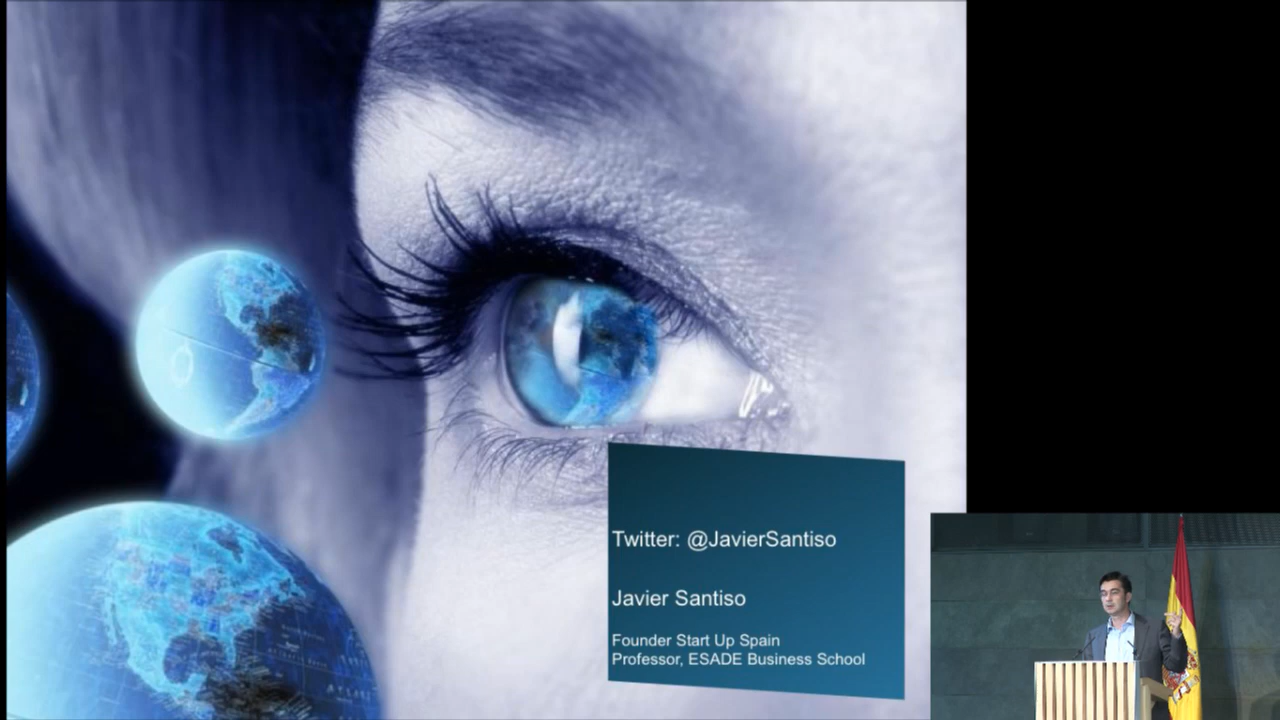 Twitter: @JavierSantiso
Javier Santiso
Founder Start Up Spain
Professor, ESADE Business School